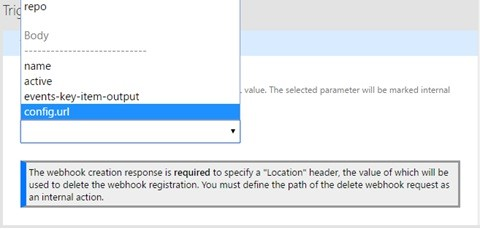 Trig
repo
Body
----------------------------
name
active
events-key-item-output
config.url
value. The selected parameter will be marked internal
The webhook creation response is required to specify a "Location" header, the value of which will be
used to delete the webhook registration. You must define the path of the delete webhook request as
an internal action.